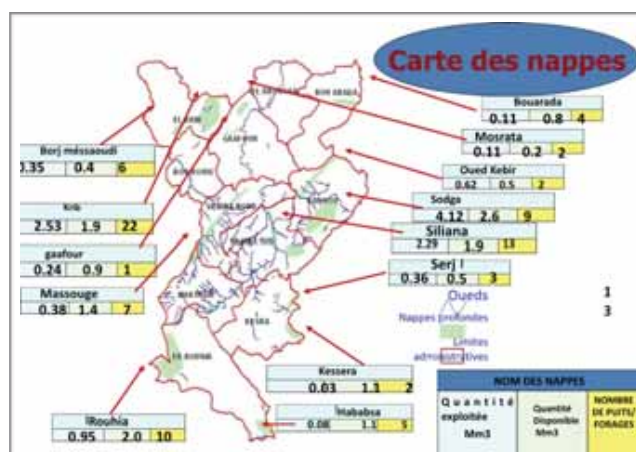 Carte des nappes
Bouarada
0.11 0.8 4
Mosrata
0.11 0.2 2
Oued Kebir
0.62 0.5 2
Sodga
4.12 2.6 9
Siliana
2.29 1.9 13
Serj I
0.36 0.5 3
Borj méssaoudi
0.35 0.4 6
Krib
2.53 1.9 22
gaafour
0.24 0.9 1
Massouge
0.38 1.4 7
Oueds
Nappes profondes
Limites
administratives
1
3
Kessera
0.03 1.1 2
Hababsa
0.08 1.1 5
Rouhia
0.95 2.0 10
BOU ARADA
GAAFOUR
NOM DES NAPPES
Quantité
exploitée
Mm3
Quantité
Disponible
Mm3
NOMBRE
DE PUITS/
FORAGES